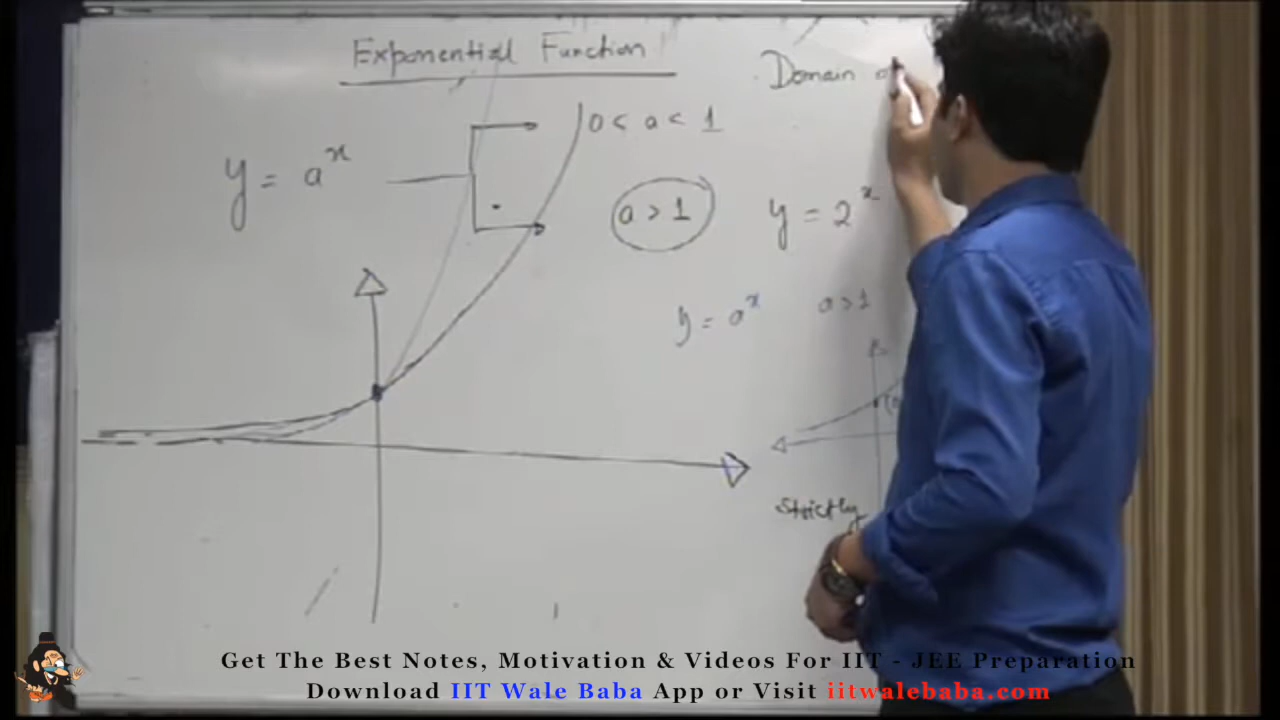 Exponential Function
Domain
0 < a < 1
y = a^x
a > 1
y = 2^x
y = a^x a > 1
Strictly
Get The Best Notes, Motivation & Videos For IIT - JEE Preparation
Download IIT Wale Baba App or Visit iitwalebaba.com